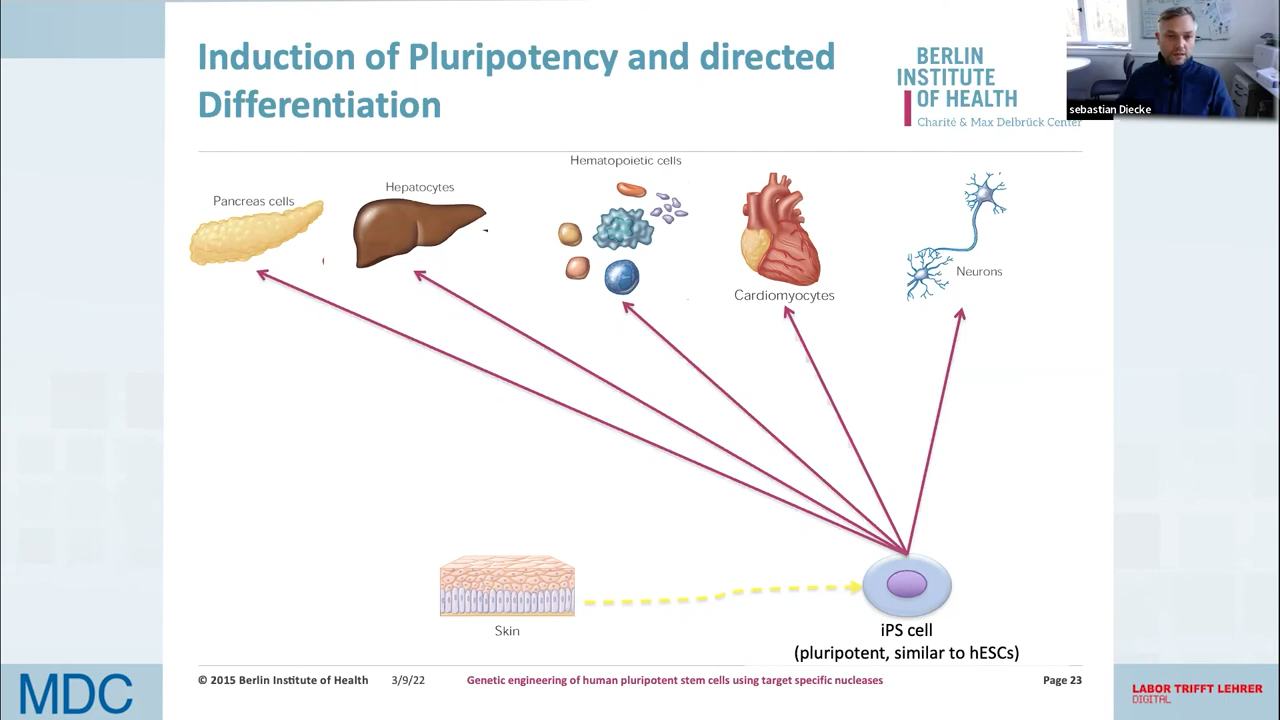 Induction of Pluripotency and directed
Differentiation
BERLIN
INSTITUTE
OF HEALTH
Charité & Max Delbrück Center
sebastian Diecke
Hematopoietic cells
Hepatocytes
Pancreas cells
Neurons
Cardiomyocytes
Skin
iPS cell
(pluripotent, similar to hESCs)
© 2015 Berlin Institute of Health 3/9/22 Genetic engineering of human pluripotent stem cells using target specific nucleases Page 23
MDC
LABOR TRIFFT LEHRER
DIGITAL